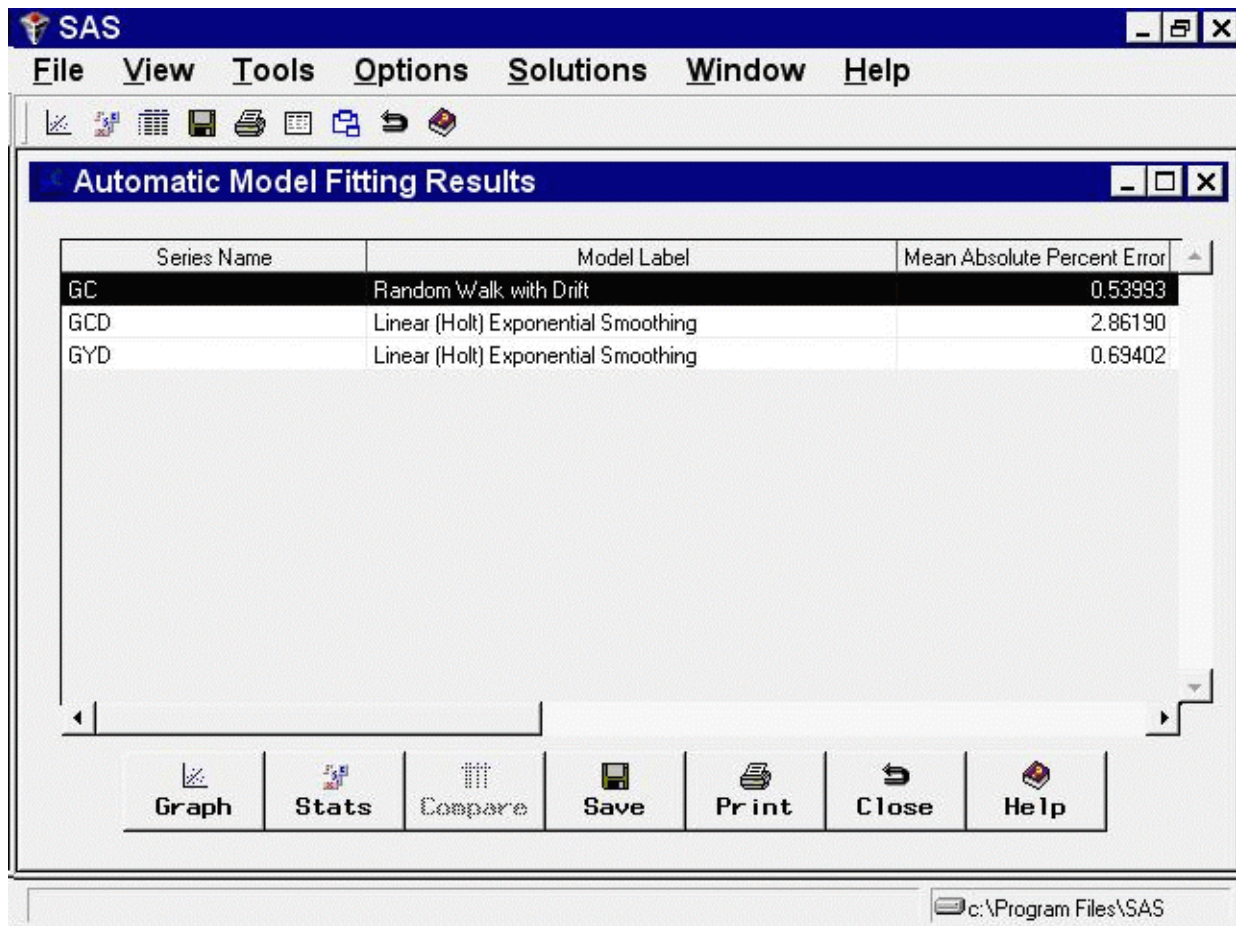 SAS
File View Tools Options Solutions Window Help
Automatic Model Fitting Results
Series Name Model Label Mean Absolute Percent Error
GC Random Walk with Drift 0.53993
GCD Linear (Holt) Exponential Smoothing 2.86190
GYD Linear (Holt) Exponential Smoothing 0.69402
Graph Stats Compare Save Print Close Help
c:\Program Files\SAS